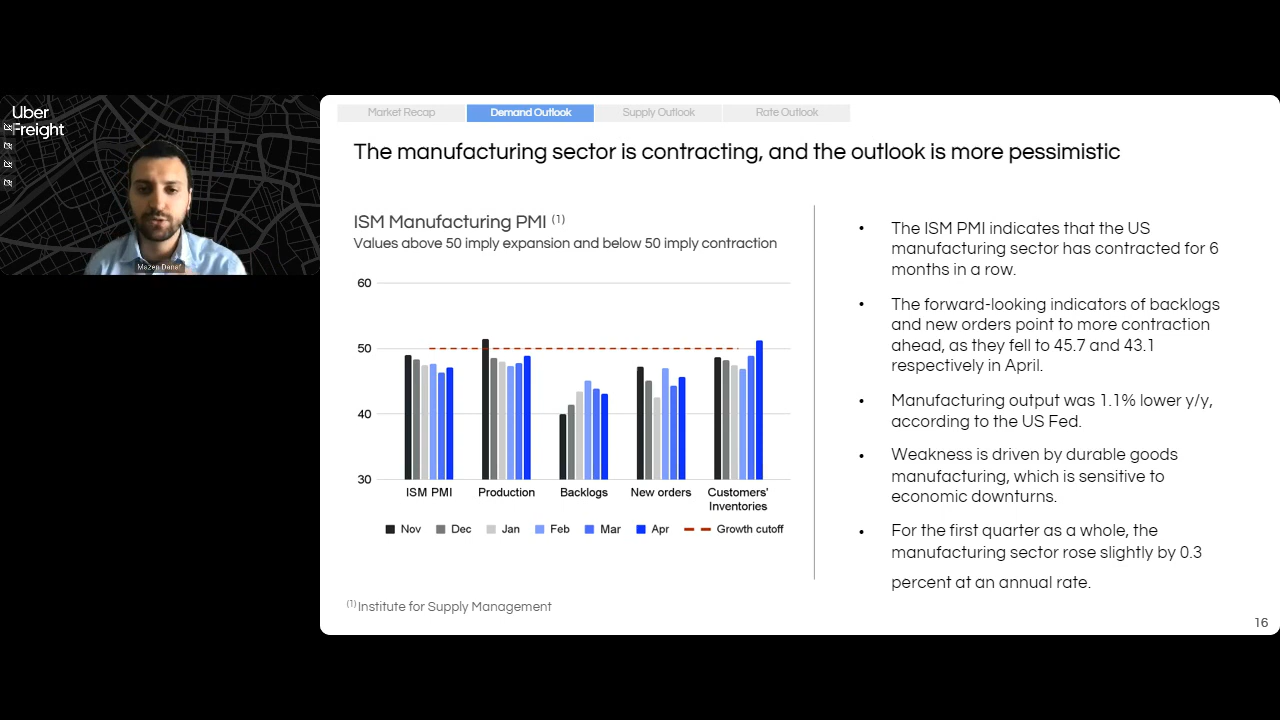 Uber
Freight
Mazen Danaf
Market Recap
Demand Outlook
Supply Outlook
Rate Outlook
The manufacturing sector is contracting, and the outlook is more pessimistic
ISM Manufacturing PMI (1)
Values above 50 imply expansion and below 50 imply contraction
60
50
40
30
ISM PMI
Production
Backlogs
New orders
Customers'
Inventories
Nov
Dec
Jan
Feb
Mar
Apr
Growth cutoff
(1) Institute for Supply Management
• The ISM PMI indicates that the US
manufacturing sector has contracted for 6
months in a row.
• The forward-looking indicators of backlogs
and new orders point to more contraction
ahead, as they fell to 45.7 and 43.1
respectively in April.
• Manufacturing output was 1.1% lower y/y,
according to the US Fed.
• Weakness is driven by durable goods
manufacturing, which is sensitive to
economic downturns.
• For the first quarter as a whole, the
manufacturing sector rose slightly by 0.3
percent at an annual rate.
16